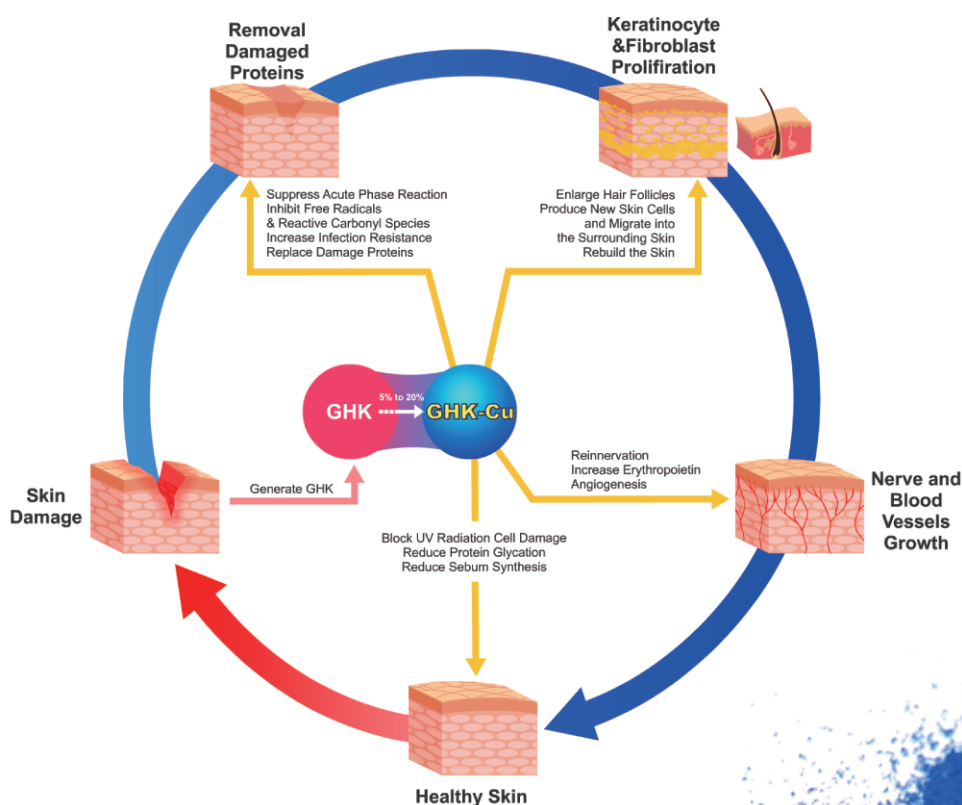 Removal
Damaged
Proteins
Keratinocyte
&Fibroblast
Prolifiration
Suppress Acute Phase Reaction
Inhibit Free Radicals
& Reactive Carbonyl Species
Increase Infection Resistance
Replace Damage Proteins
Enlarge Hair Follicles
Produce New Skin Cells
and Migrate into
the Surrounding Skin
Rebuild the Skin
GHK
5% to 20%
GHK-Cu
Skin
Damage
Generate GHK
Reinnervation
Increase Erythropoietin
Angiogenesis
Nerve and
Blood
Vessels
Growth
Block UV Radiation Cell Damage
Reduce Protein Glycation
Reduce Sebum Synthesis
Healthy Skin